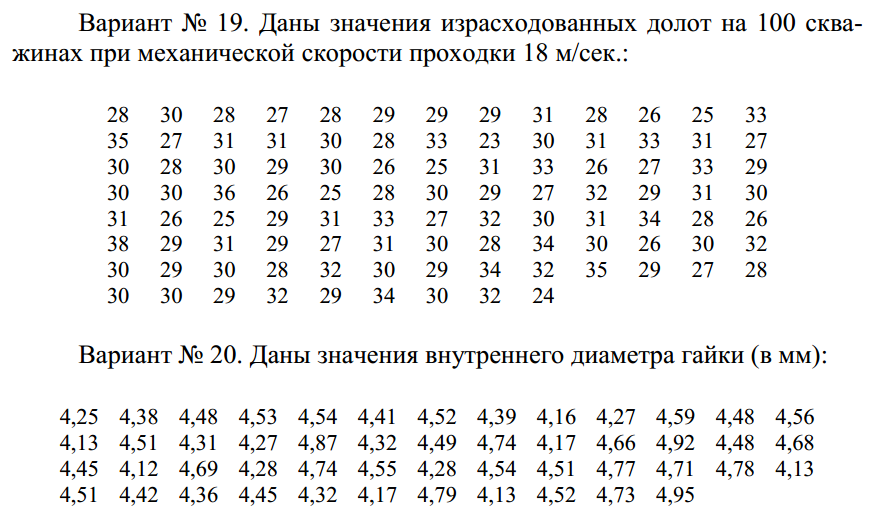 Вариант № 19. Даны значения израсходованных долот на 100 сква-
жинах при механической скорости проходки 18 м/сек.:
28 30 28 27 28 29 29 29 31 28 26 25 33
35 27 31 31 30 28 33 23 30 31 33 31 27
30 28 30 29 30 26 25 31 33 26 27 33 29
30 30 36 26 25 28 30 29 27 32 29 31 30
31 26 25 29 31 33 27 32 30 31 34 28 26
38 29 31 29 27 31 30 28 34 30 26 30 32
30 29 30 28 32 30 29 34 32 35 29 27 28
30 30 29 32 29 34 30 32 24
Вариант № 20. Даны значения внутреннего диаметра гайки (в мм):
4,25 4,38 4,48 4,53 4,54 4,41 4,52 4,39 4,16 4,27 4,59 4,48 4,56
4,13 4,51 4,31 4,27 4,87 4,32 4,49 4,74 4,17 4,66 4,92 4,48 4,68
4,45 4,12 4,69 4,28 4,74 4,55 4,28 4,54 4,51 4,77 4,71 4,78 4,13
4,51 4,42 4,36 4,45 4,32 4,17 4,79 4,13 4,52 4,73 4,95